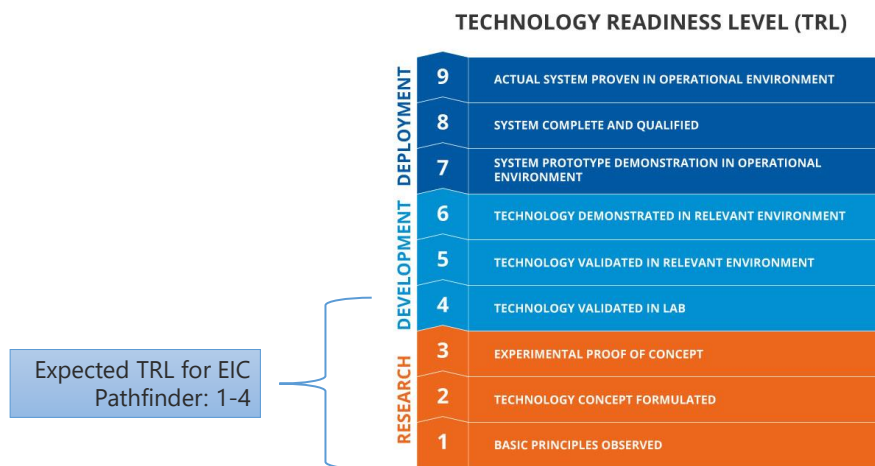 TECHNOLOGY READINESS LEVEL (TRL)
DEPLOYMENT
9 ACTUAL SYSTEM PROVEN IN OPERATIONAL ENVIRONMENT
8 SYSTEM COMPLETE AND QUALIFIED
7 SYSTEM PROTOTYPE DEMONSTRATION IN OPERATIONAL
ENVIRONMENT
DEVELOPMENT
6 TECHNOLOGY DEMONSTRATED IN RELEVANT ENVIRONMENT
5 TECHNOLOGY VALIDATED IN RELEVANT ENVIRONMENT
4 TECHNOLOGY VALIDATED IN LAB
RESEARCH
3 EXPERIMENTAL PROOF OF CONCEPT
2 TECHNOLOGY CONCEPT FORMULATED
1 BASIC PRINCIPLES OBSERVED
Expected TRL for EIC
Pathfinder: 1-4